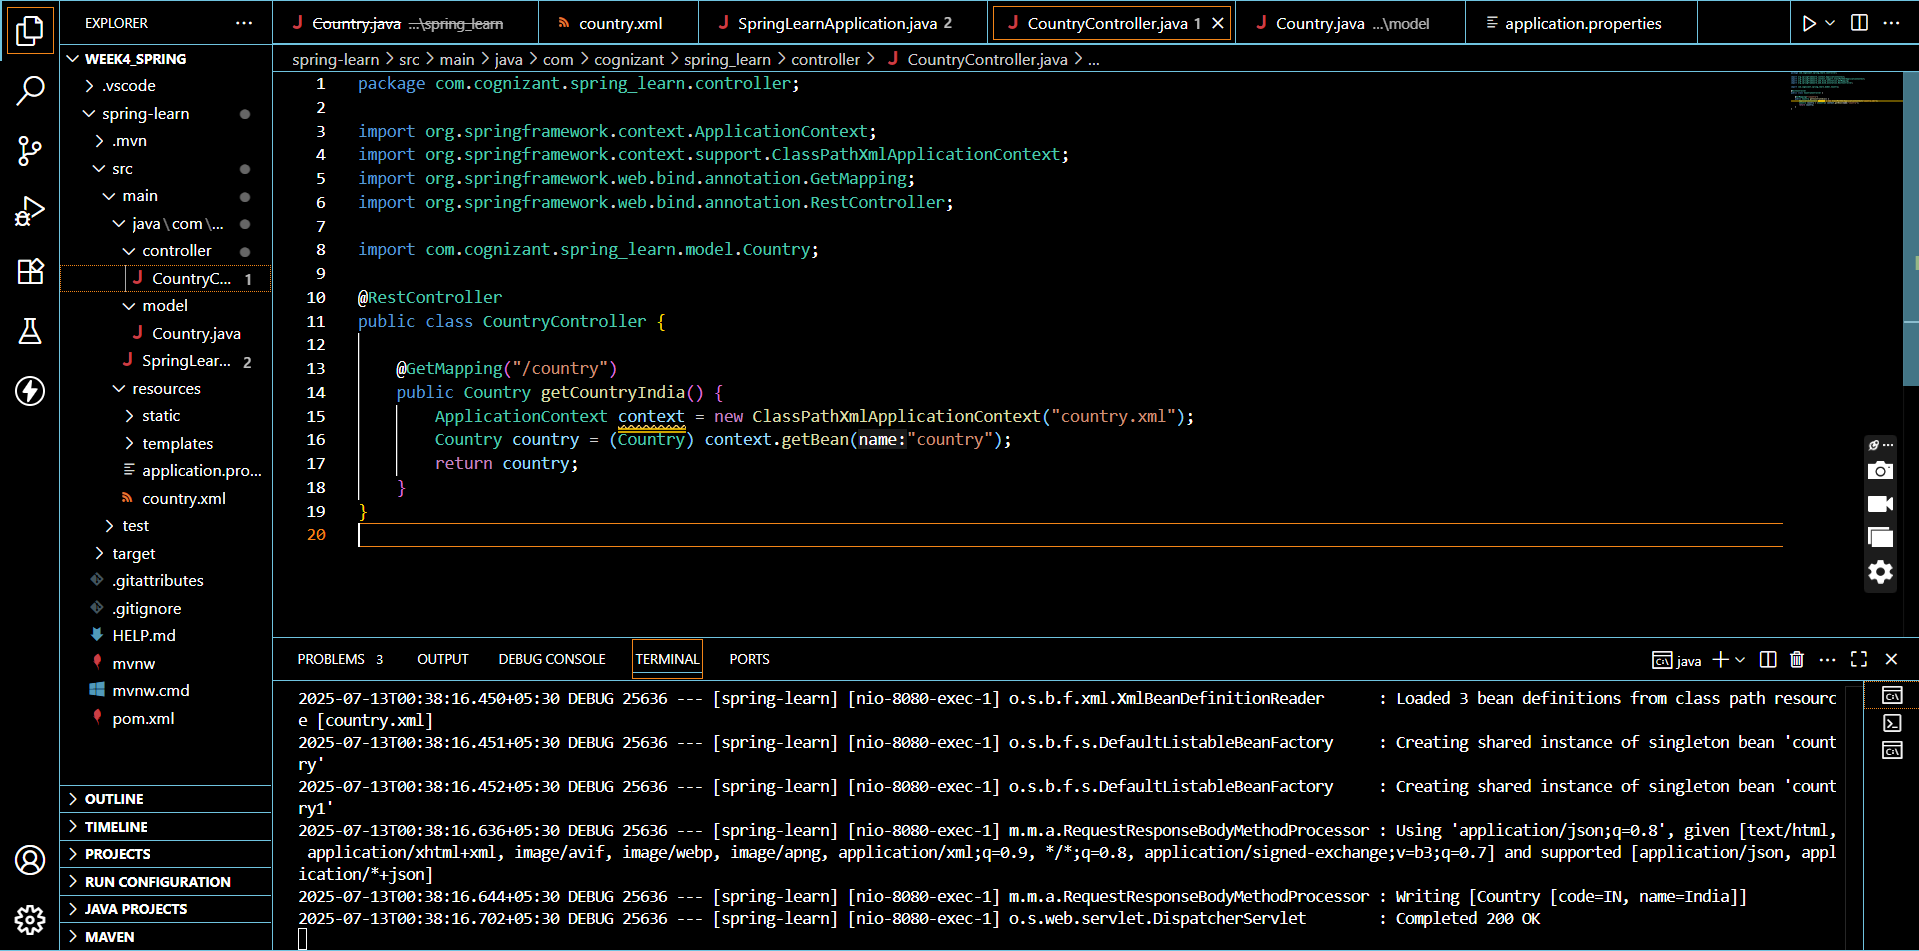 EXPLORER
Country.java ...\spring_learn
country.xml
SpringLearnApplication.java 2
CountryController.java 1
Country.java ...\model
application.properties
WEEK4_SPRING
.vscode
spring-learn
.mvn
src
main
java\com\...
controller
CountryC... 1
model
Country.java
SpringLear... 2
resources
static
templates
application.pro...
country.xml
test
target
.gitattributes
.gitignore
HELP.md
mvnw
mvnw.cmd
pom.xml
OUTLINE
TIMELINE
PROJECTS
RUN CONFIGURATION
JAVA PROJECTS
MAVEN
spring-learn > src > main > java > com > cognizant > spring_learn > controller > CountryController.java > ...
1 package com.cognizant.spring_learn.controller;
2
3 import org.springframework.context.ApplicationContext;
4 import org.springframework.context.support.ClassPathXmlApplicationContext;
5 import org.springframework.web.bind.annotation.GetMapping;
6 import org.springframework.web.bind.annotation.RestController;
7
8 import com.cognizant.spring_learn.model.Country;
9
10 @RestController
11 public class CountryController {
12
13 @GetMapping("/country")
14 public Country getCountryIndia() {
15 ApplicationContext context = new ClassPathXmlApplicationContext("country.xml");
16 Country country = (Country) context.getBean(name:"country");
17 return country;
18 }
19 }
20
PROBLEMS 3 OUTPUT DEBUG CONSOLE TERMINAL PORTS
java
2025-07-13T00:38:16.450+05:30 DEBUG 25636 --- [spring-learn] [nio-8080-exec-1] o.s.b.f.xml.XmlBeanDefinitionReader : Loaded 3 bean definitions from class path resourc
e [country.xml]
2025-07-13T00:38:16.451+05:30 DEBUG 25636 --- [spring-learn] [nio-8080-exec-1] o.s.b.f.s.DefaultListableBeanFactory : Creating shared instance of singleton bean 'count
ry'
2025-07-13T00:38:16.452+05:30 DEBUG 25636 --- [spring-learn] [nio-8080-exec-1] o.s.b.f.s.DefaultListableBeanFactory : Creating shared instance of singleton bean 'count
ry1'
2025-07-13T00:38:16.636+05:30 DEBUG 25636 --- [spring-learn] [nio-8080-exec-1] m.m.a.RequestResponseBodyMethodProcessor : Using 'application/json;q=0.8', given [text/html,
application/xhtml+xml, image/avif, image/webp, image/apng, application/xml;q=0.9, */*;q=0.8, application/signed-exchange;v=b3;q=0.7] and supported [application/json, appl
ication/*+json]
2025-07-13T00:38:16.644+05:30 DEBUG 25636 --- [spring-learn] [nio-8080-exec-1] m.m.a.RequestResponseBodyMethodProcessor : Writing [Country [code=IN, name=India]]
2025-07-13T00:38:16.702+05:30 DEBUG 25636 --- [spring-learn] [nio-8080-exec-1] o.s.web.servlet.DispatcherServlet : Completed 200 OK